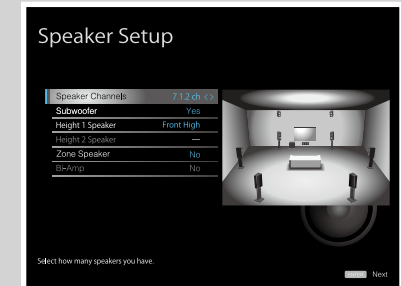 Speaker Setup
Speaker Channels 7.1.2 ch < >
Subwoofer Yes
Height 1 Speaker Front High
Height 2 Speaker ---
Zone Speaker No
Bi-Amp No
Select how many speakers you have.
ENTER Next